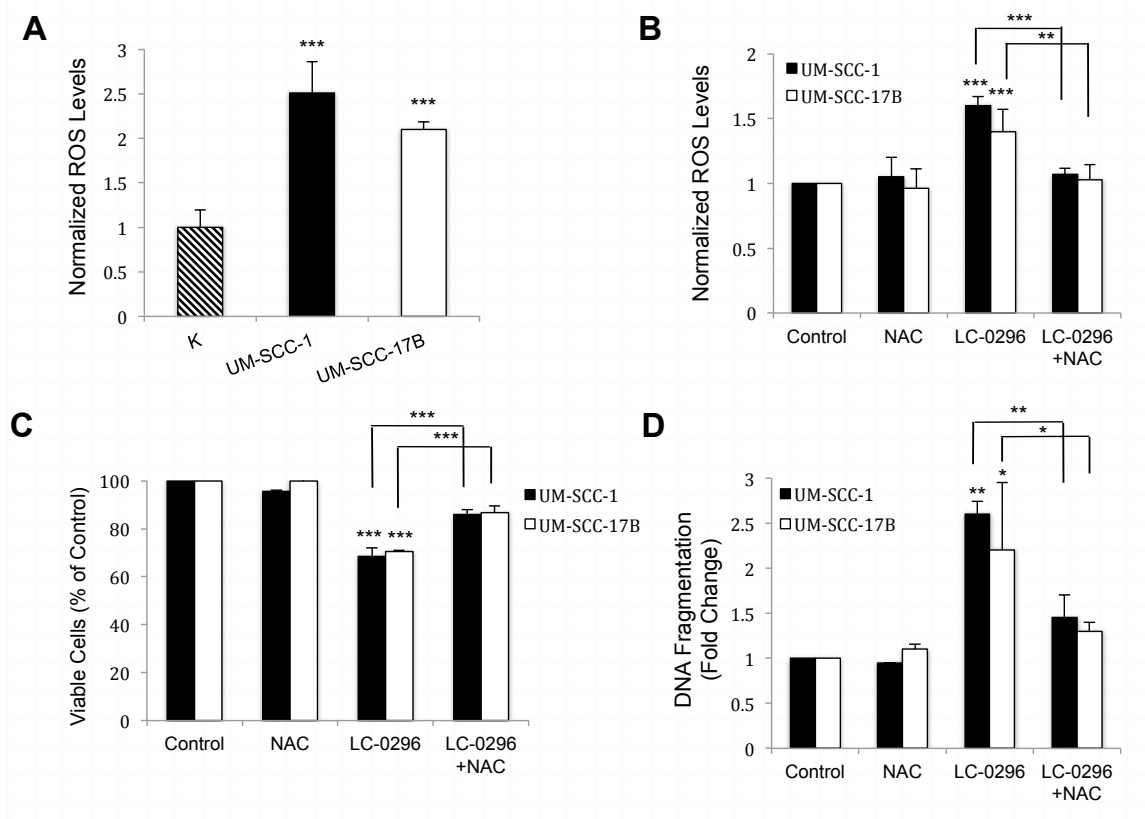 A
Normalized ROS Levels
3
2.5
2
1.5
1
0.5
0
***
***
K
UM-SCC-1
UM-SCC-17B
B
Normalized ROS Levels
2
1.5
1
0.5
0
UM-SCC-1
UM-SCC-17B
***
**
***
***
Control
NAC
LC-0296
LC-0296
+NAC
C
Viable Cells (% of Control)
100
80
60
40
20
0
***
***
***
***
UM-SCC-1
UM-SCC-17B
Control
NAC
LC-0296
LC-0296
+NAC
D
DNA Fragmentation
(Fold Change)
3
2.5
2
1.5
1
0.5
0
UM-SCC-1
UM-SCC-17B
**
*
**
*
Control
NAC
LC-0296
LC-0296
+NAC